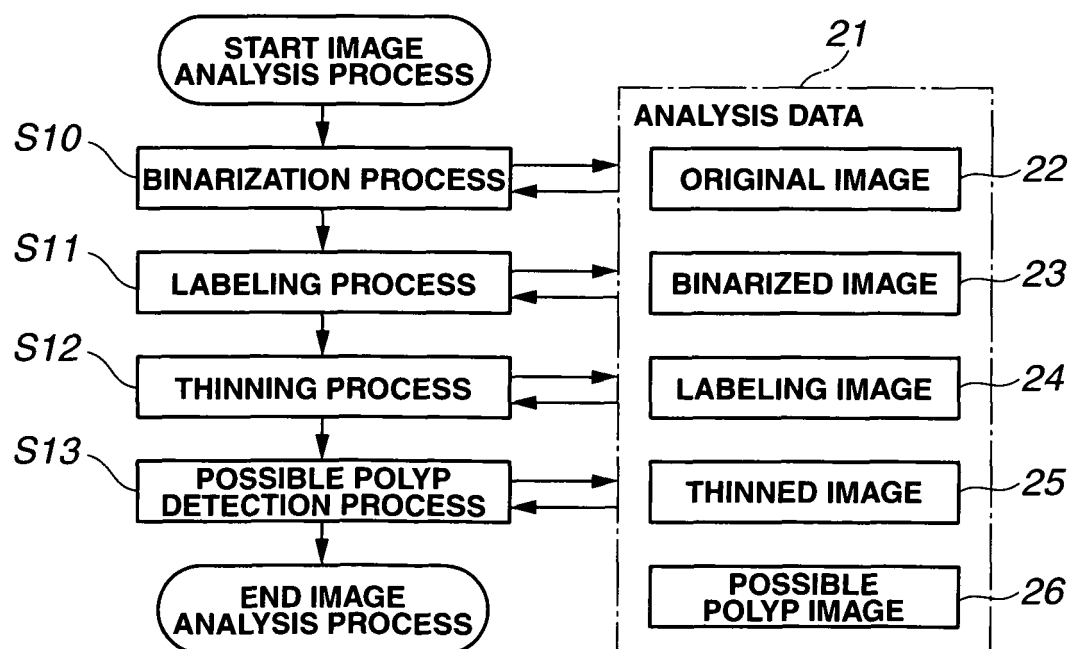 START IMAGE
ANALYSIS PROCESS
S10
BINARIZATION PROCESS
S11
LABELING PROCESS
S12
THINNING PROCESS
S13
POSSIBLE POLYP
DETECTION PROCESS
END IMAGE
ANALYSIS PROCESS
21
ANALYSIS DATA
ORIGINAL IMAGE
22
BINARIZED IMAGE
23
LABELING IMAGE
24
THINNED IMAGE
25
POSSIBLE
POLYP IMAGE
26